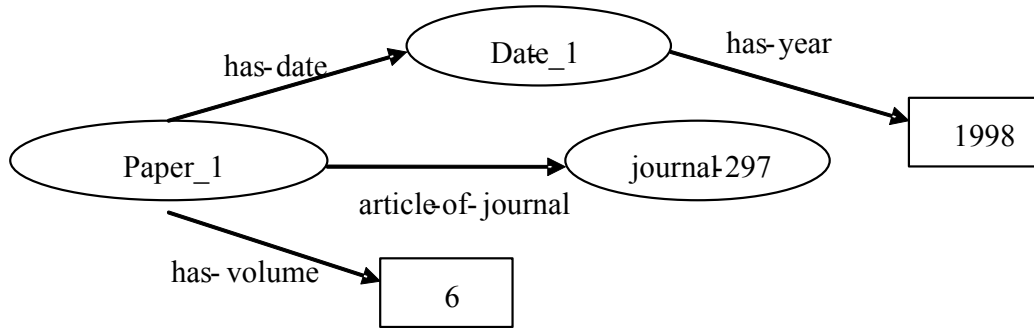 Date_1
has-year
has-date
1998
Paper_1
journal-297
article-of-journal
has-volume
6